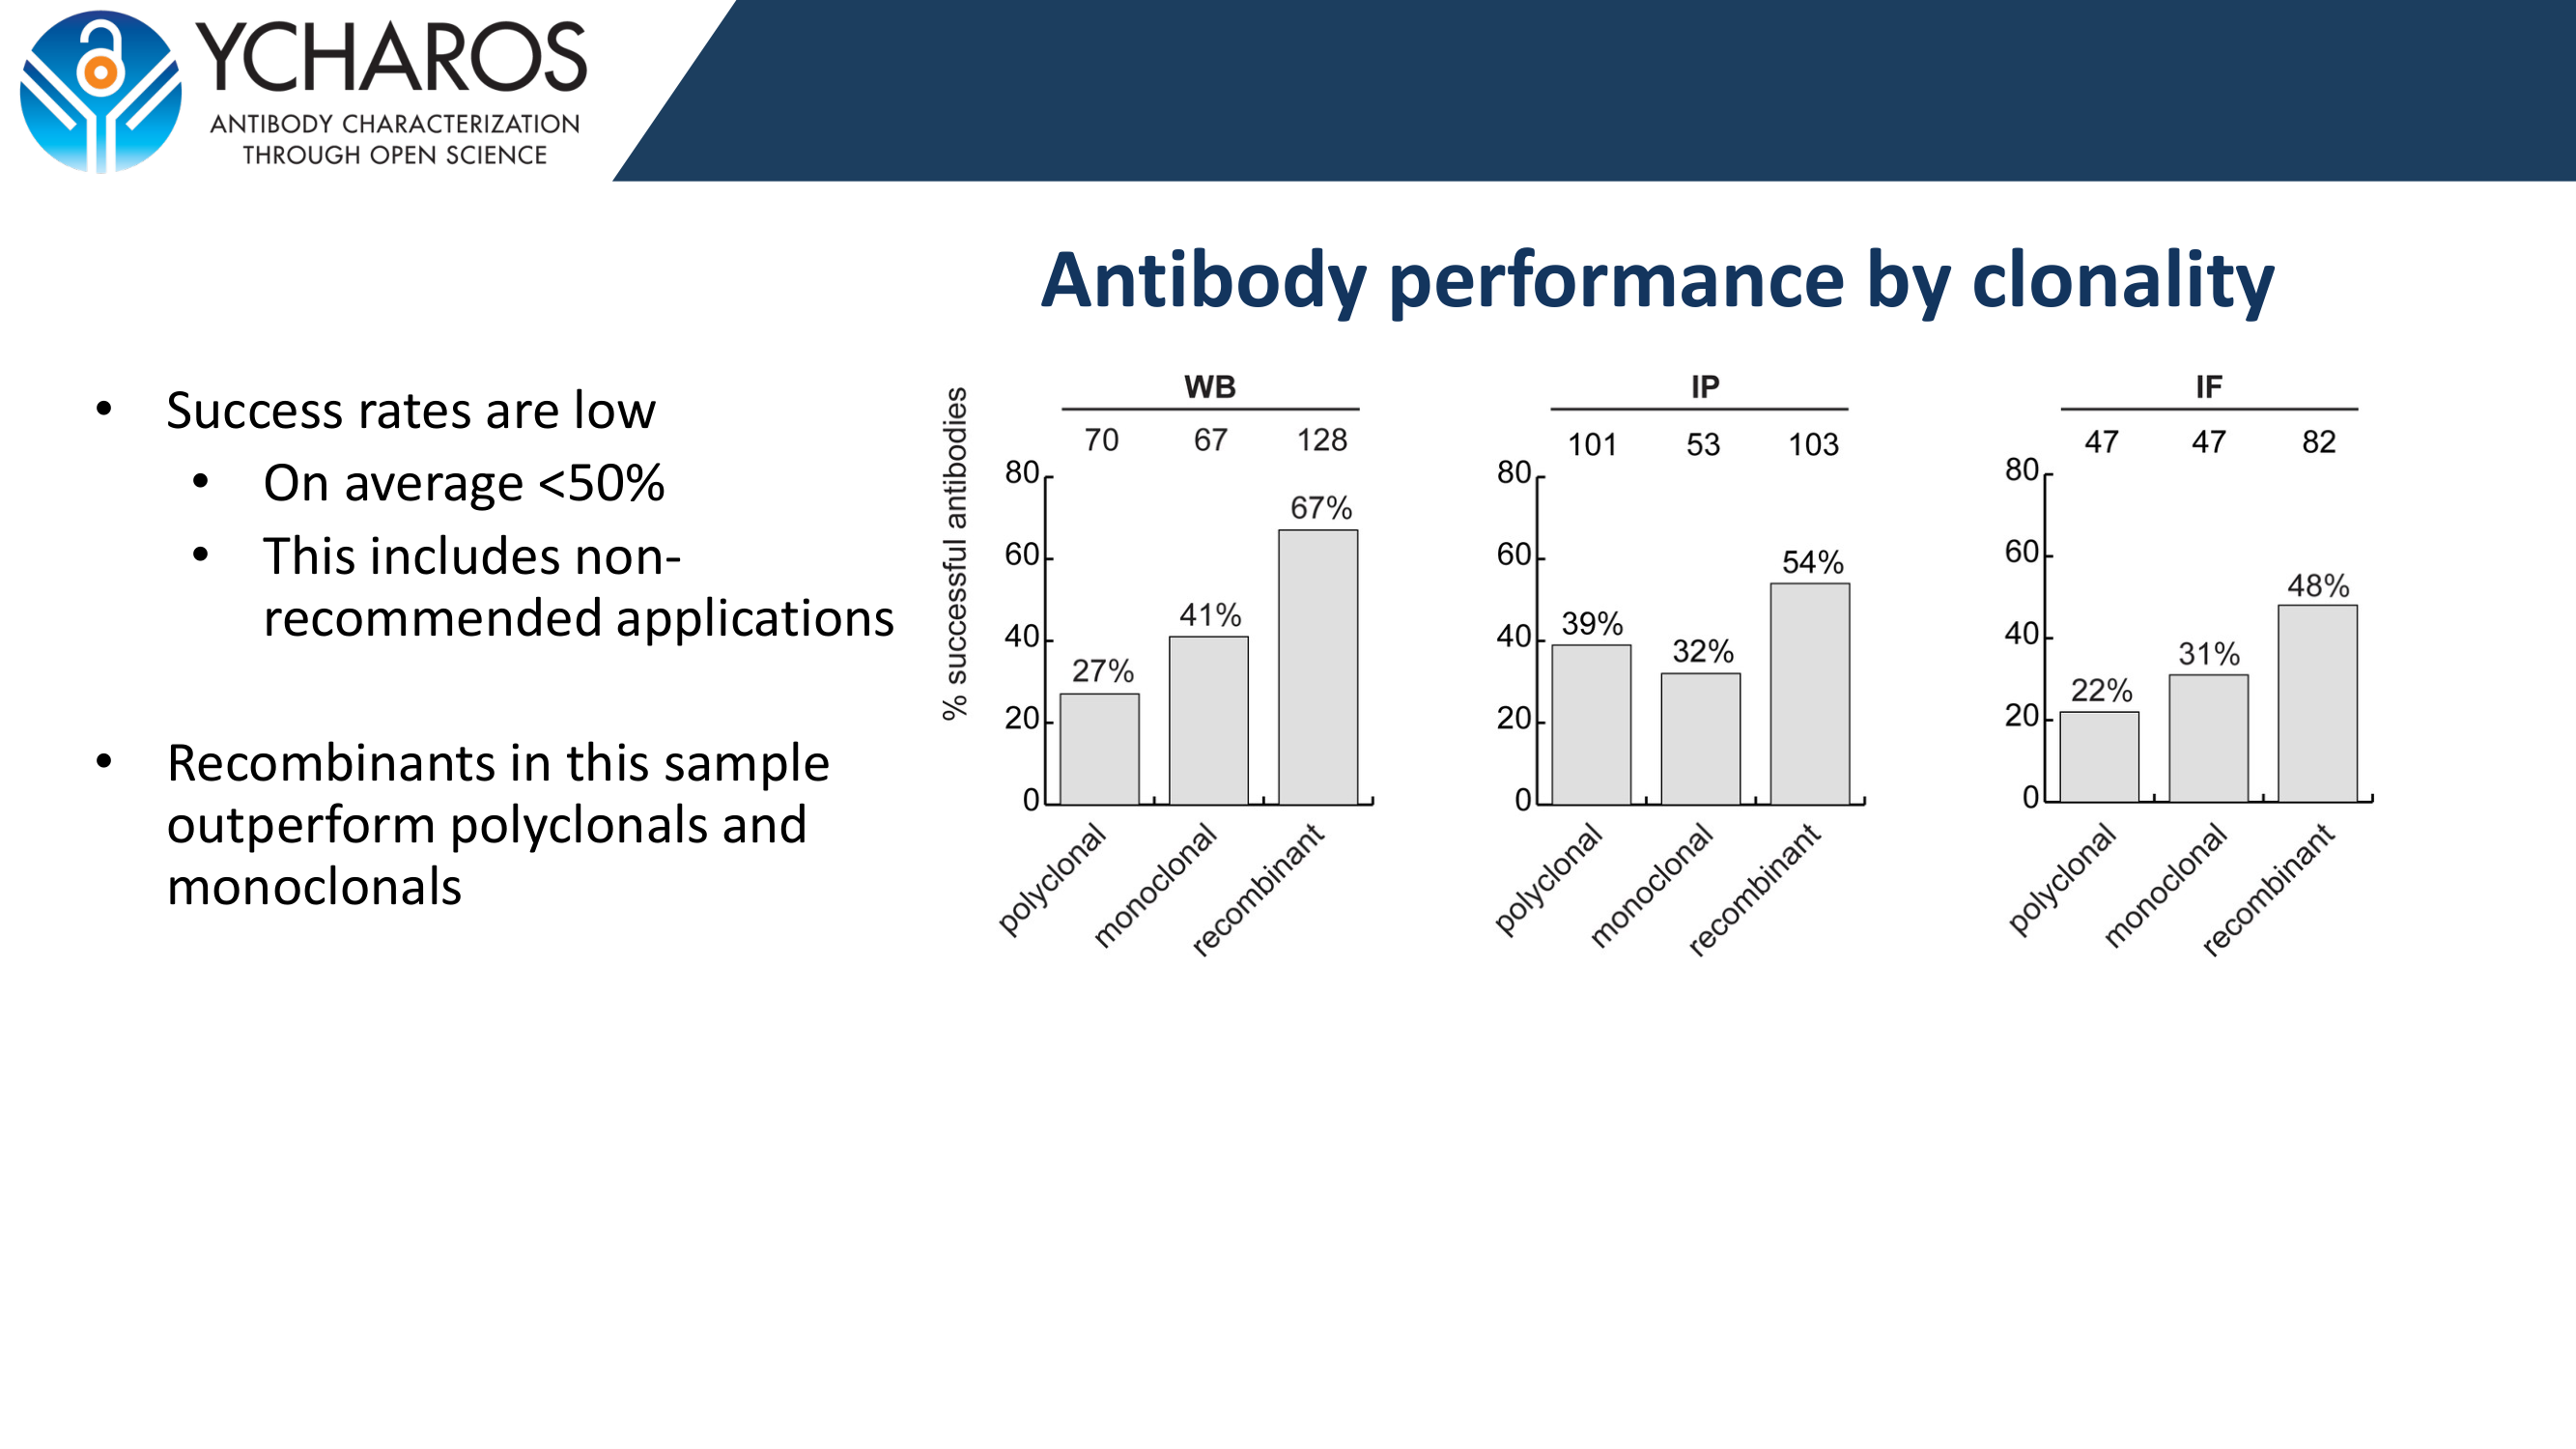 YCHAROS
ANTIBODY CHARACTERIZATION
THROUGH OPEN SCIENCE
Antibody performance by clonality
• Success rates are low
• On average <50%
• This includes non-
recommended applications
• Recombinants in this sample
outperform polyclonals and
monoclonals
% successful antibodies
WB
70 67 128
80
60
40
20
0
27%
41%
67%
polyclonal
monoclonal
recombinant
IP
101 53 103
80
60
40
20
0
39%
32%
54%
polyclonal
monoclonal
recombinant
IF
47 47 82
80
60
40
20
0
22%
31%
48%
polyclonal
monoclonal
recombinant